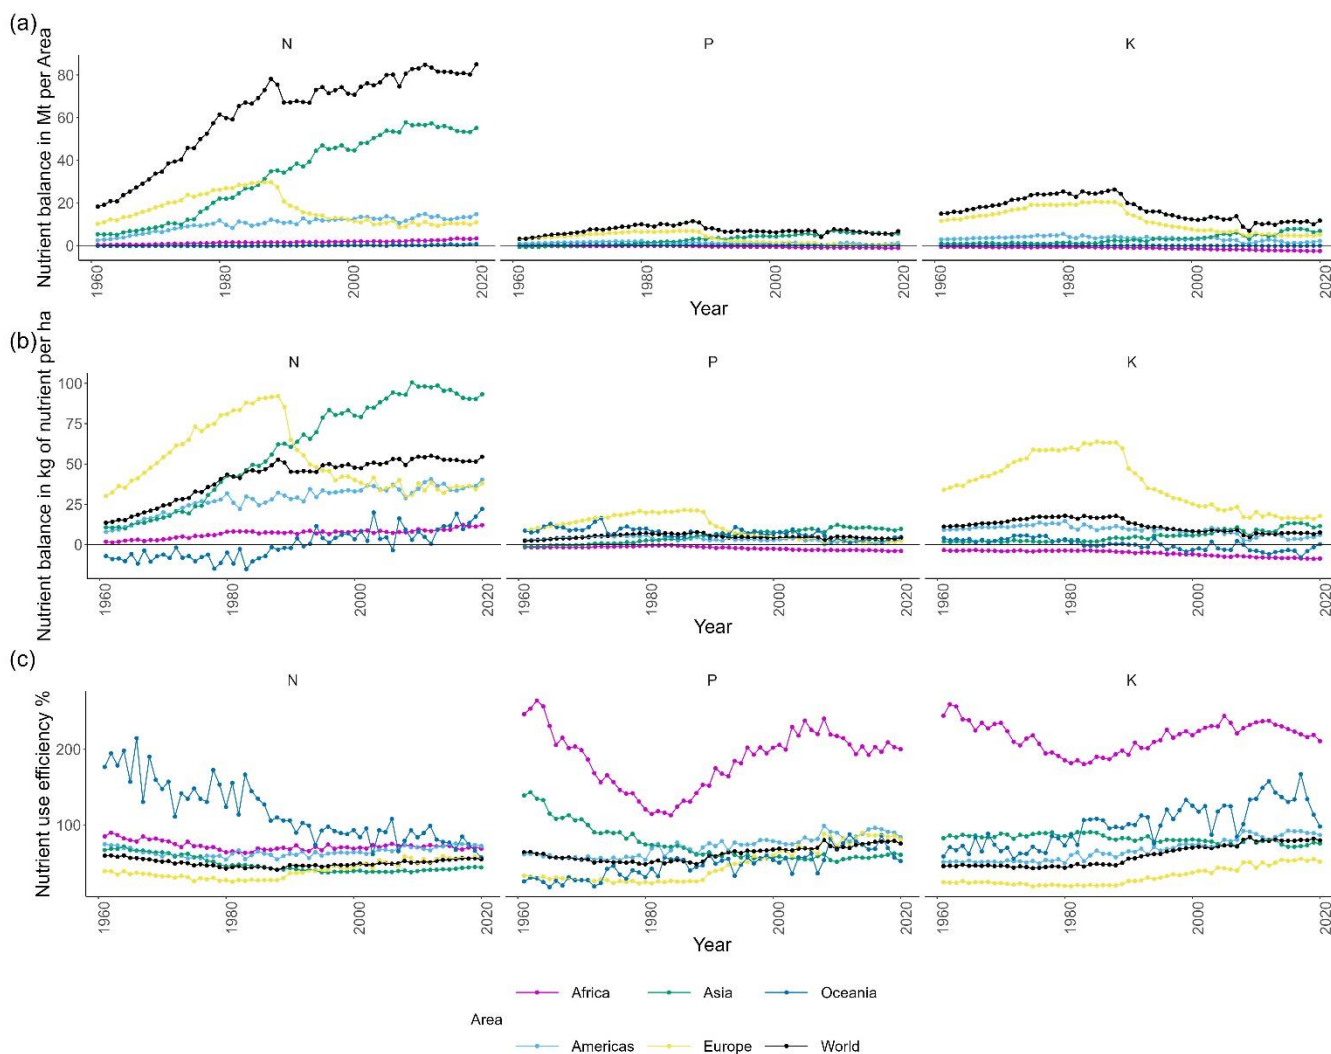 (a)
N
P
K
Nutrient balance in Mt per Area
80
60
40
20
0
1960
1980
2000
2020
1960
1980
2000
2020
1960
1980
2000
2020
Year
(b)
N
P
K
Nutrient balance in kg of nutrient per ha
100
75
50
25
0
1960
1980
2000
2020
1960
1980
2000
2020
1960
1980
2000
2020
Year
(c)
N
P
K
Nutrient use efficiency %
200
100
1960
1980
2000
2020
1960
1980
2000
2020
1960
1980
2000
2020
Year
Area
Africa
Asia
Oceania
Americas
Europe
World